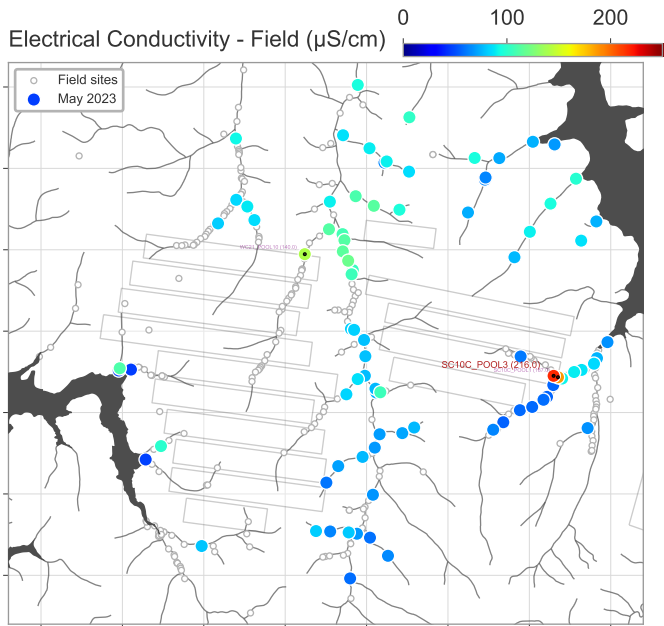 0 100 200
Electrical Conductivity - Field (µS/cm)
Field sites
May 2023
SC10C_POOL3 (216.0)